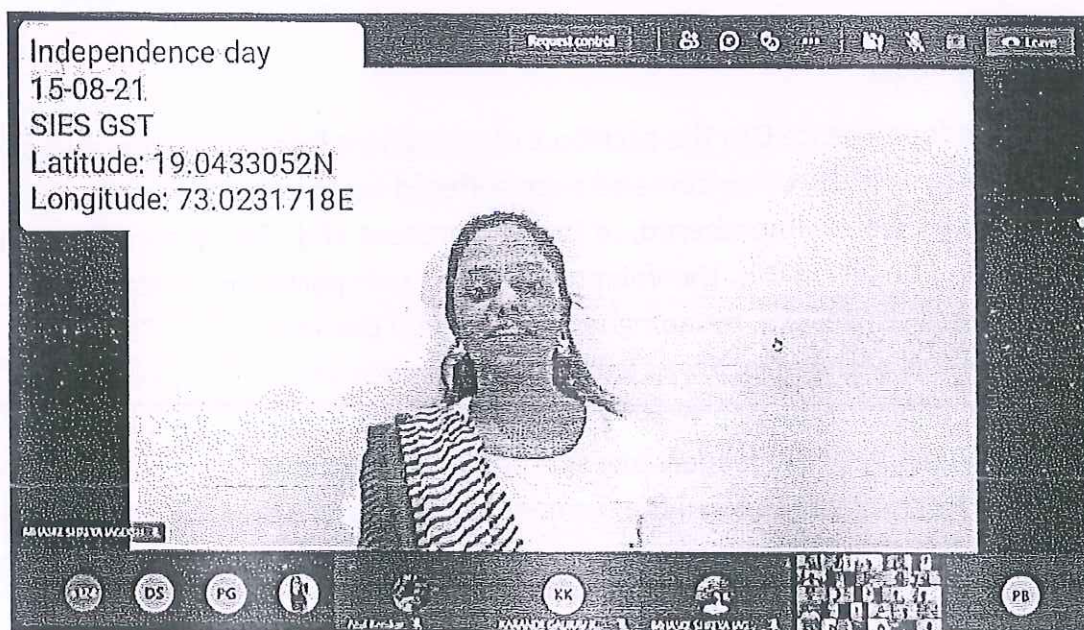 Independence day
15-08-21
SIES GST
Latitude: 19.0433052N
Longitude: 73.0231718E
Request control
Leave
DS
PG
KK
PB